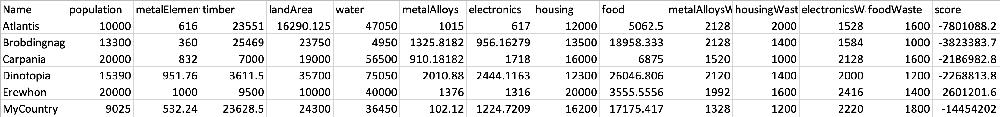 Name population metalElemen timber landArea water metalAlloys electronics housing food metalAlloysW housingWast electronicsW foodWaste score
Atlantis 10000 616 23551 16290.125 47050 1015 617 12000 5062.5 2128 2000 1528 1600 -7801088.2
Brobdingnag 13300 360 25469 23750 4950 1325.8182 956.16279 13500 18958.333 2128 1400 1584 1000 -3823383.7
Carpania 20000 832 7000 19000 56500 910.18182 1718 16000 6875 1520 1000 2128 1600 -2186982.8
Dinotopia 15390 951.76 3611.5 35700 75050 2010.88 2444.1163 12300 26046.806 2120 1400 2000 1200 -2268813.8
Erewhon 20000 1000 9500 10000 40000 1376 1316 20000 3555.5556 1992 1600 2416 1400 2601201.6
MyCountry 9025 532.24 23628.5 24300 36450 102.12 1224.7209 16200 17175.417 1328 1200 2220 1800 -14454202